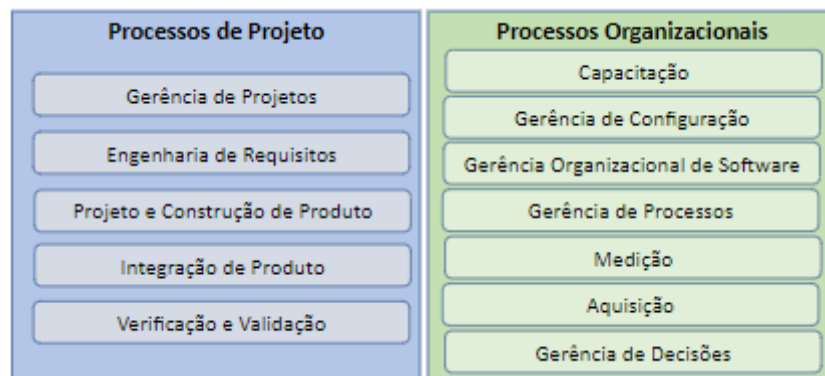 Processos de Projeto
Gerência de Projetos
Engenharia de Requisitos
Projeto e Construção de Produto
Integração de Produto
Verificação e Validação
Processos Organizacionais
Capacitação
Gerência de Configuração
Gerência Organizacional de Software
Gerência de Processos
Medição
Aquisição
Gerência de Decisões